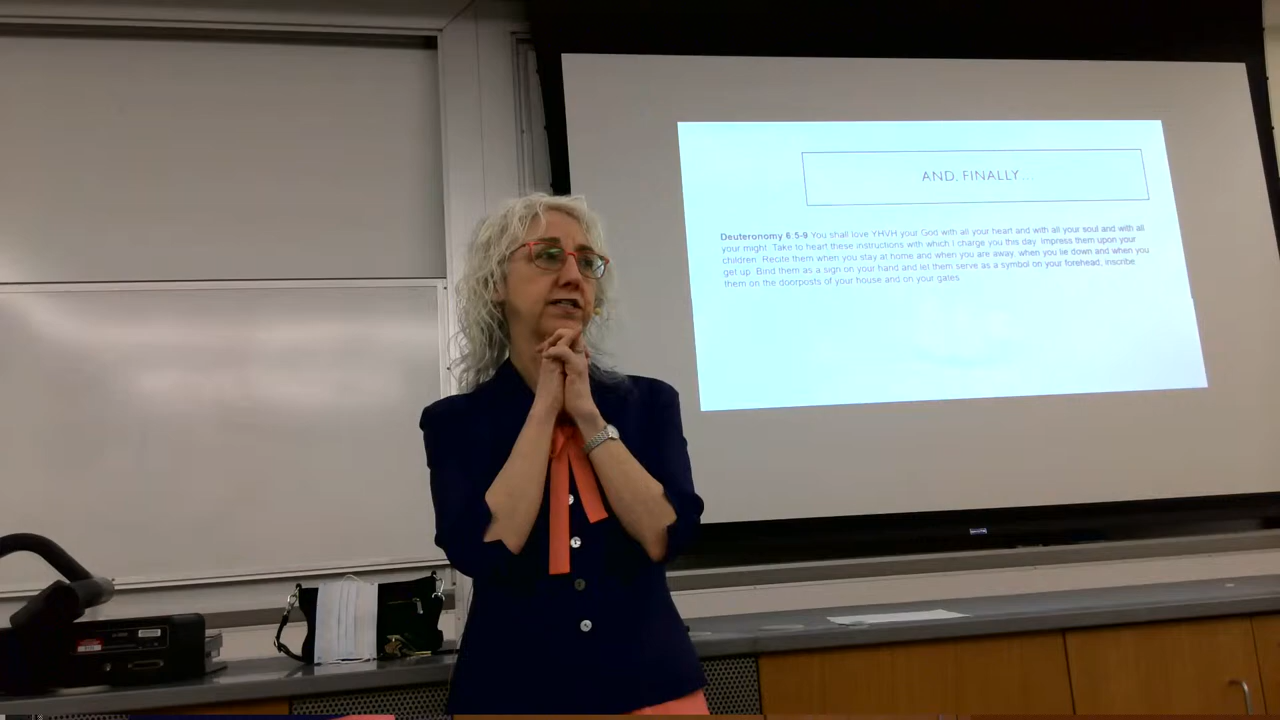 AND, FINALLY...
Deuteronomy 6.5-9 You shall love YHVH your God with all your heart and with all your soul and with all
your might. Take to heart these instructions with which I charge you this day. Impress them upon your
children. Recite them when you stay at home and when you are away, when you lie down and when you
get up. Bind them as a sign on your hand and let them serve as a symbol on your forehead, inscribe
them on the doorposts of your house and on your gates.